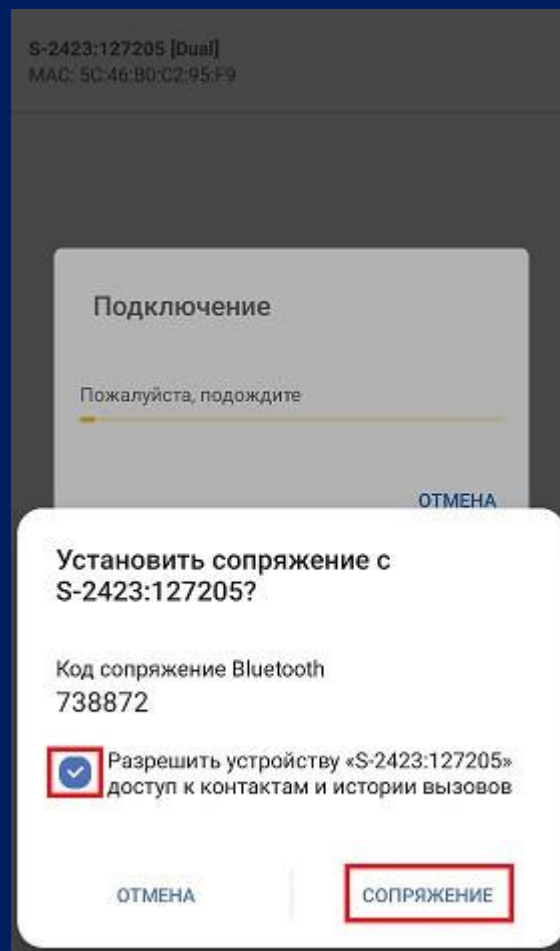 S-2423:127205 [Dual]
MAC: 5C:46:B0:C2:95:F9
Подключение
Пожалуйста, подождите
ОТМЕНА
Установить сопряжение с
S-2423:127205?
Код сопряжение Bluetooth
738872
Разрешить устройству «S-2423:127205»
доступ к контактам и истории вызовов
ОТМЕНА
СОПРЯЖЕНИЕ